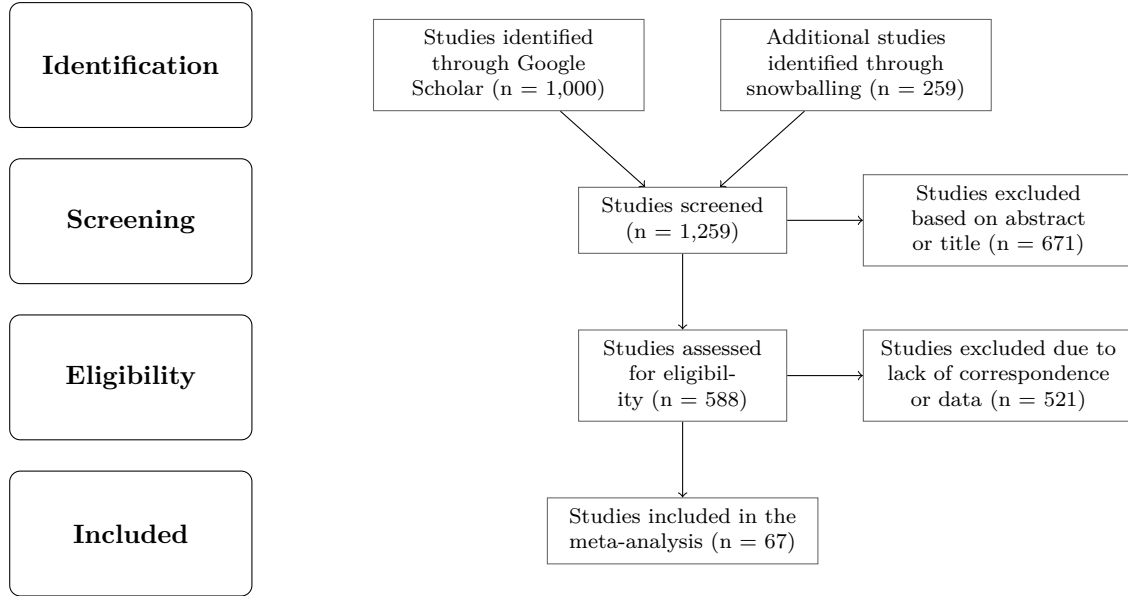 Identification
Studies identified
through Google
Scholar (n = 1,000)
Additional studies
identified through
snowballing (n = 259)
Screening
Studies screened
(n = 1,259)
Studies excluded
based on abstract
or title (n = 671)
Eligibility
Studies assessed
for eligibil-
ity (n = 588)
Studies excluded due to
lack of correspondence
or data (n = 521)
Included
Studies included in the
meta-analysis (n = 67)